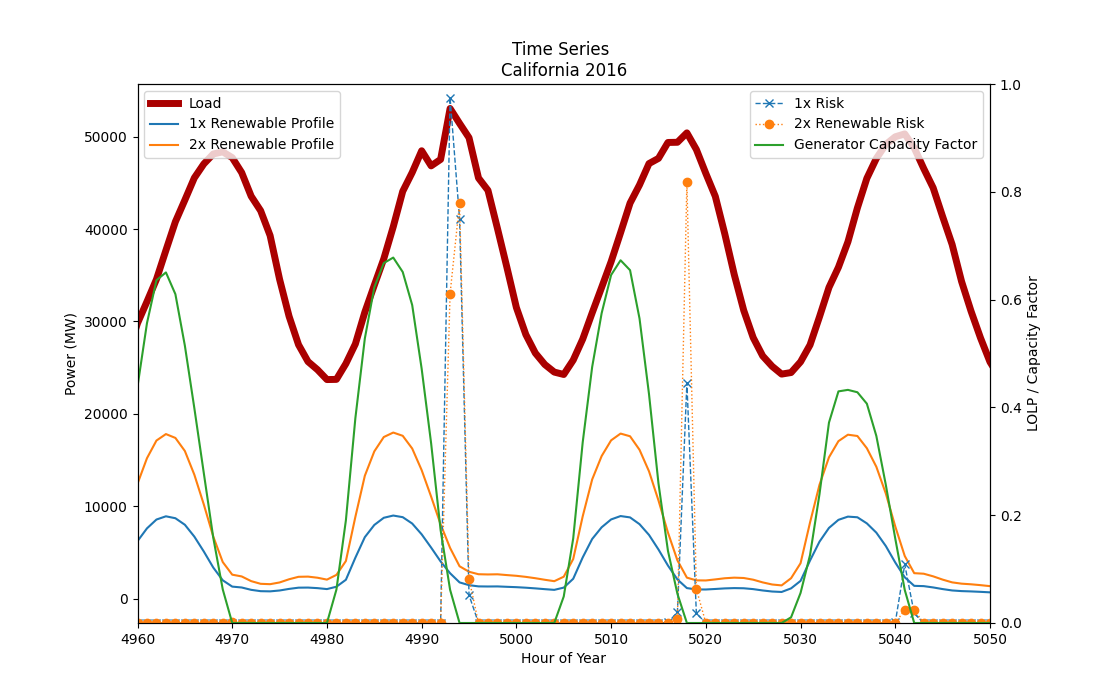 Time Series
California 2016
Load
1x Renewable Profile
2x Renewable Profile
1x Risk
2x Renewable Risk
Generator Capacity Factor
Power (MW)
50000
40000
30000
20000
10000
0
1.0
0.8
0.6
0.4
0.2
0.0
LOLP / Capacity Factor
4960 4970 4980 4990 5000 5010 5020 5030 5040 5050
Hour of Year